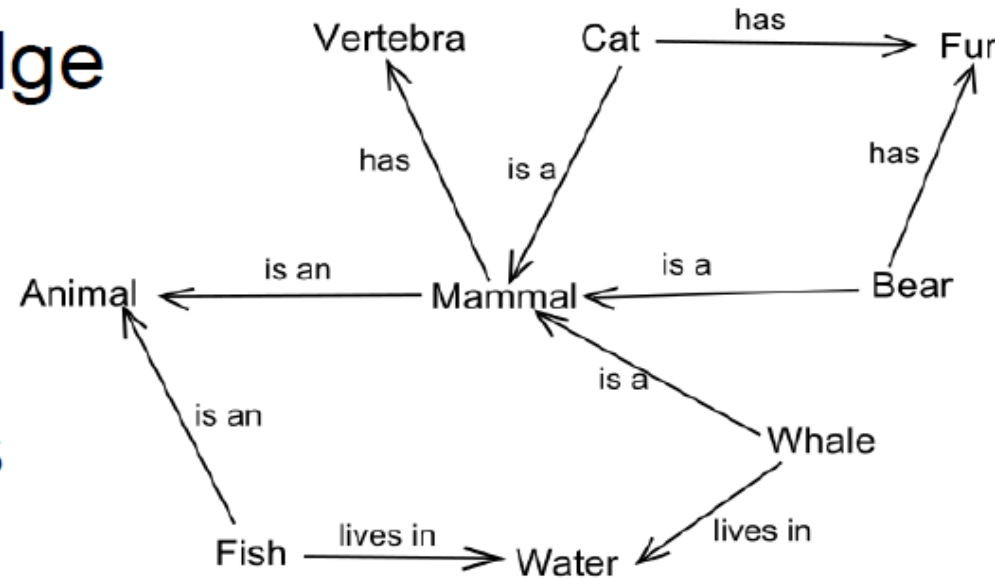 Vertebra
Cat
has
Fur
has
is a
has
Animal
is an
Mammal
is a
Bear
is an
is a
Whale
Fish
lives in
Water
lives in